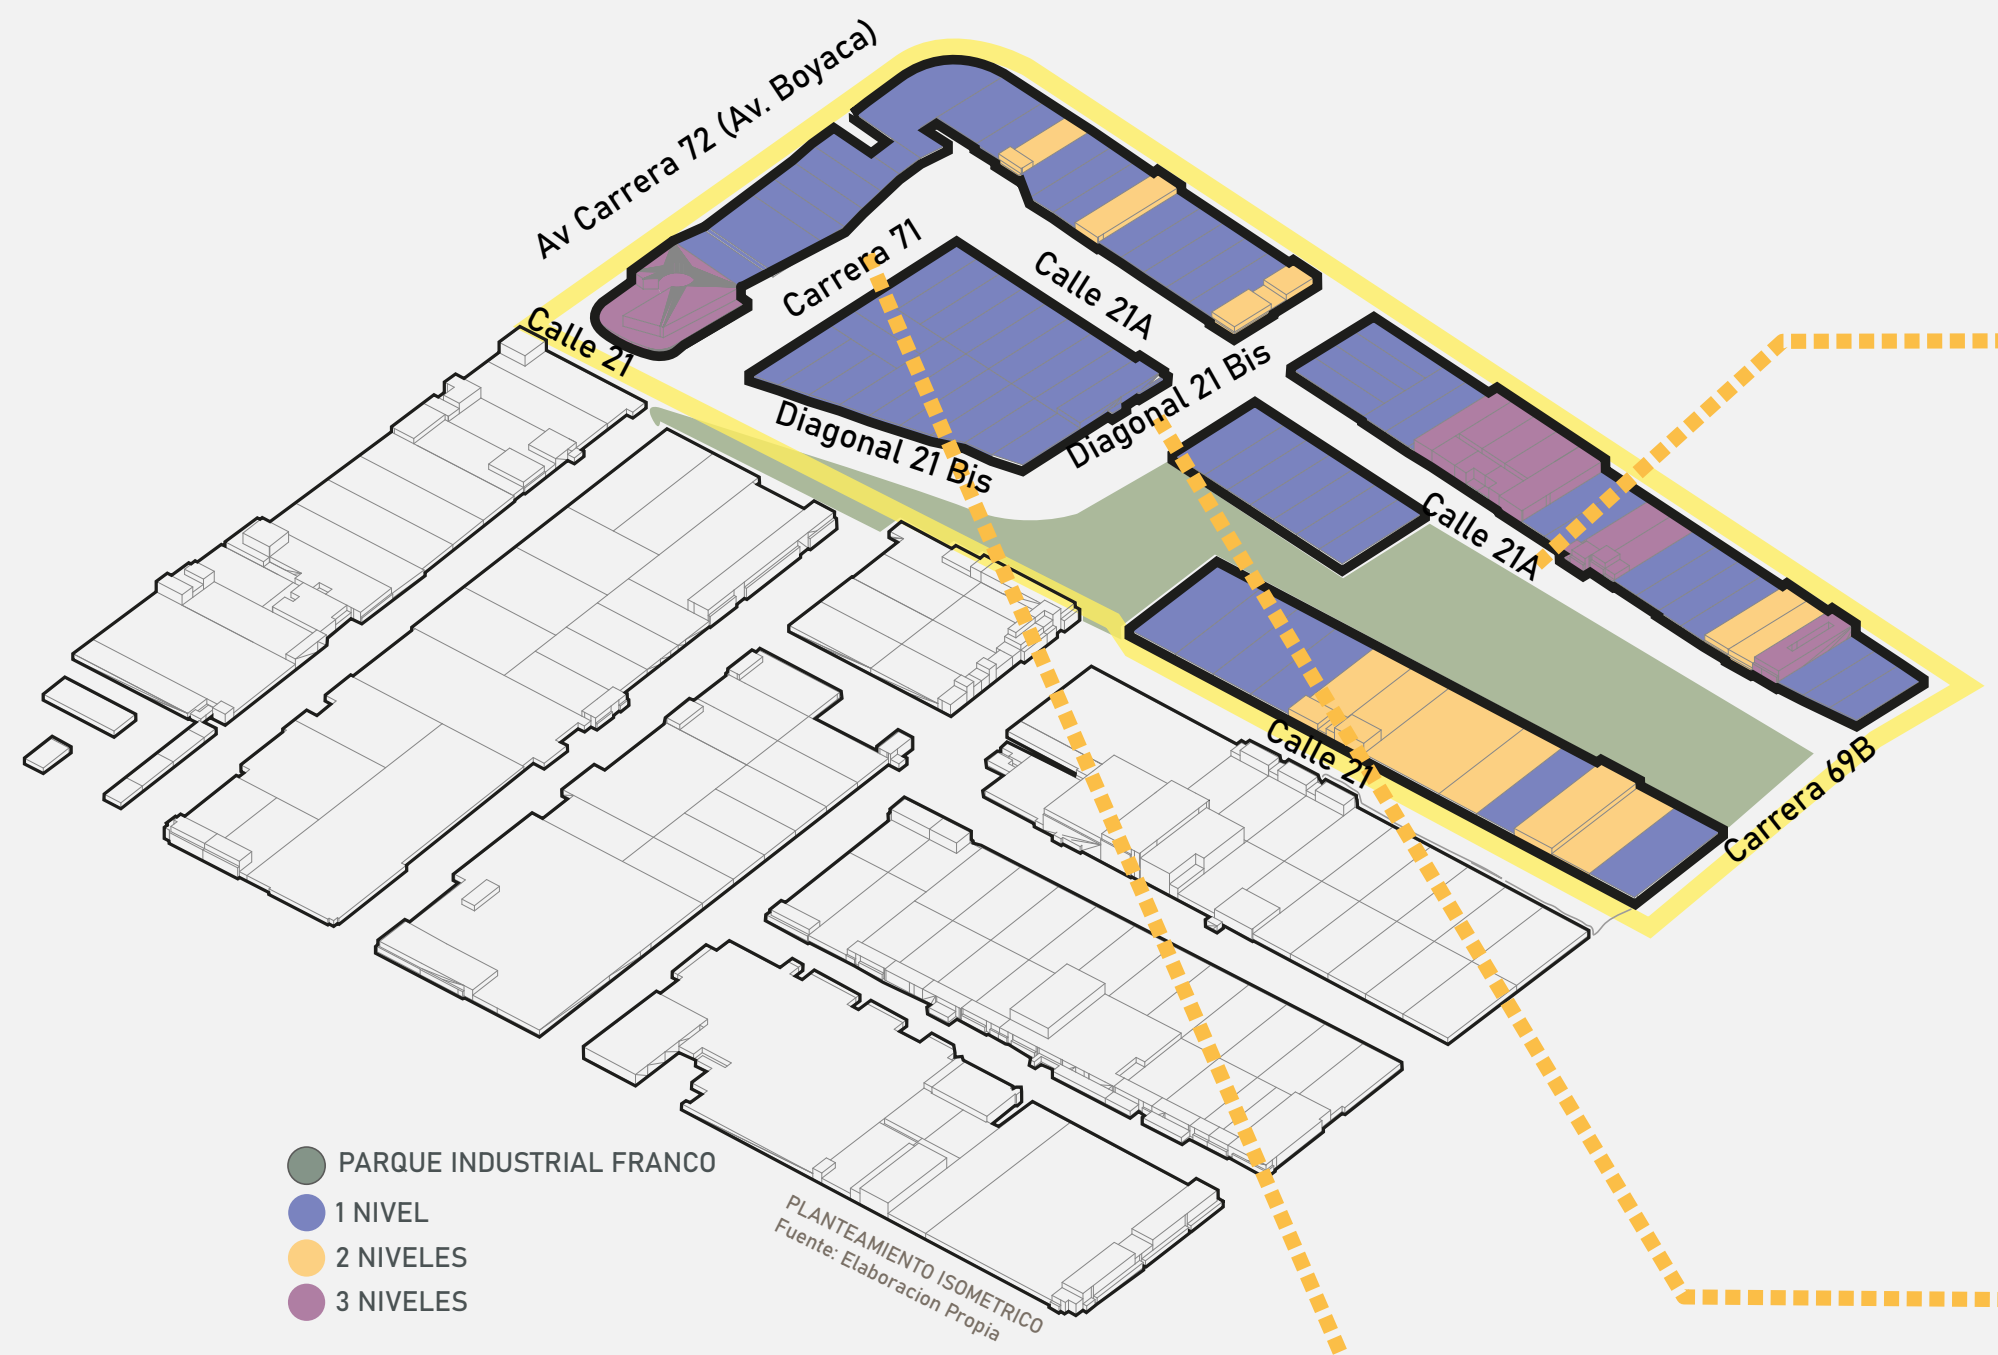 Av Carrera 72 (Av. Boyaca)
Calle 21
Carrera 71
Calle 21A
Diagonal 21 Bis
Diagonal 21 Bis
Calle 21A
Calle 21
Carrera 69B
PARQUE INDUSTRIAL FRANCO
1 NIVEL
2 NIVELES
3 NIVELES
PLANTEAMIENTO ISOMETRICO
Fuente: Elaboracion Propia